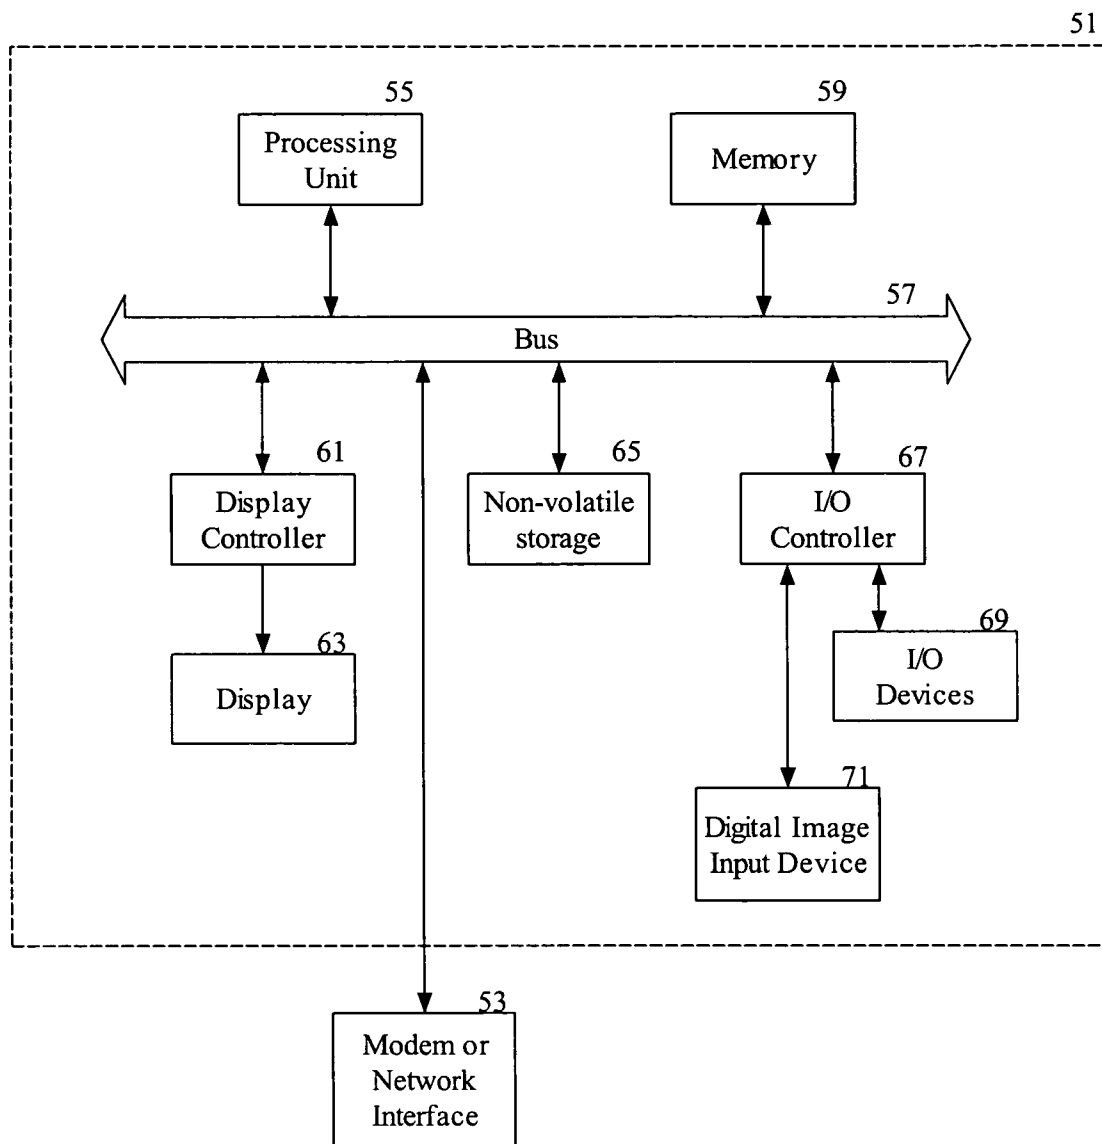 51
55
Processing
Unit
59
Memory
57
Bus
61
Display
Controller
65
Non-volatile
storage
67
I/O
Controller
63
Display
69
I/O
Devices
71
Digital Image
Input Device
53
Modem or
Network
Interface